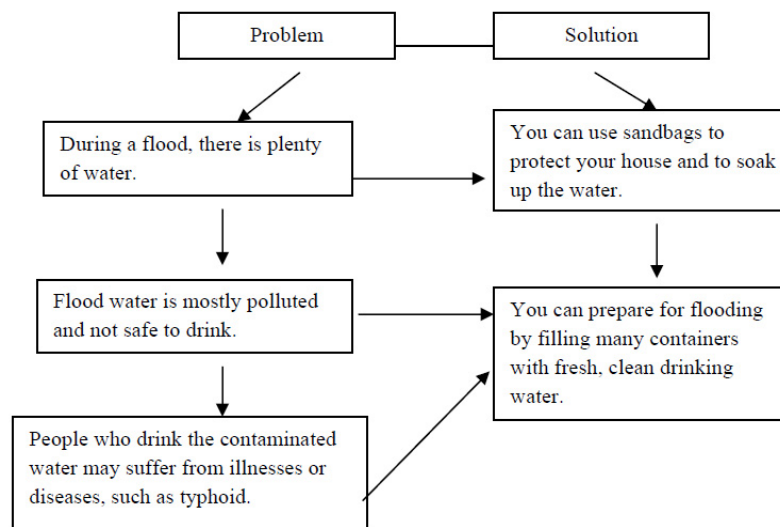 Problem
Solution
During a flood, there is plenty
of water.
You can use sandbags to
protect your house and to soak
up the water.
Flood water is mostly polluted
and not safe to drink.
You can prepare for flooding
by filling many containers
with fresh, clean drinking
water.
People who drink the contaminated
water may suffer from illnesses or
diseases, such as typhoid.